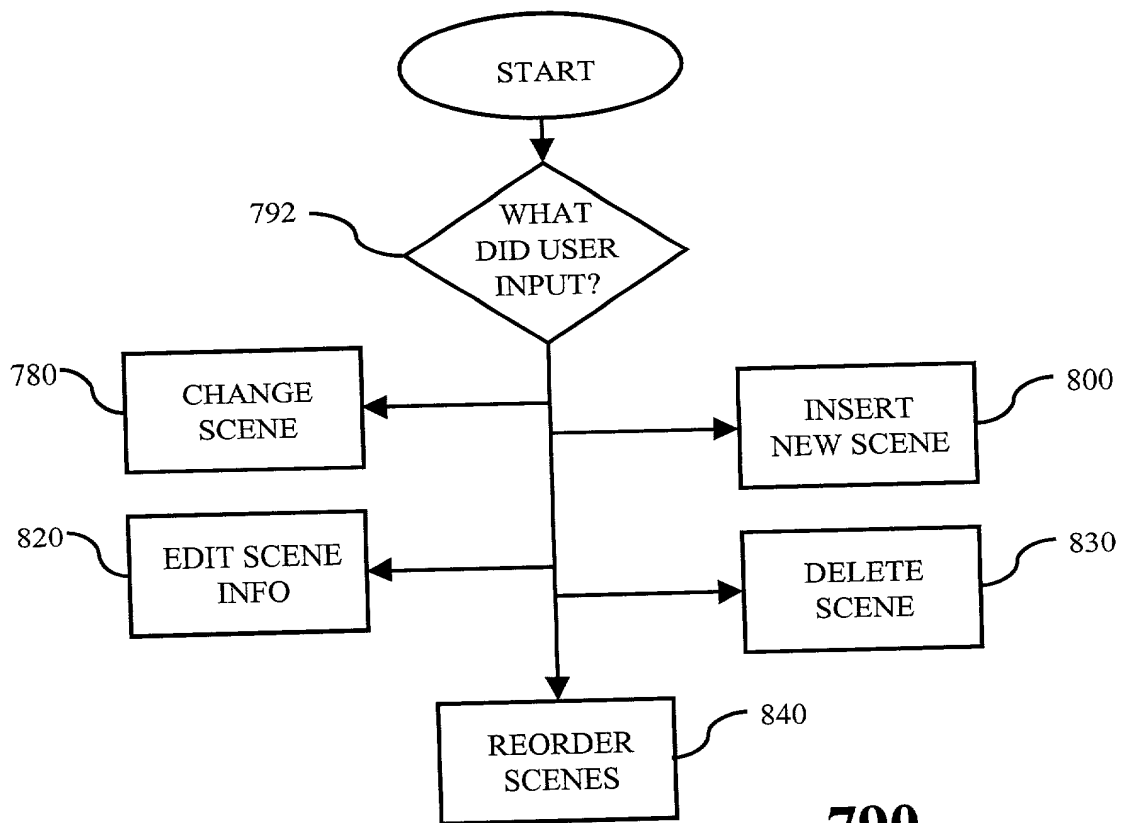 START
792
WHAT
DID USER
INPUT?
780
CHANGE
SCENE
INSERT
NEW SCENE
800
820
EDIT SCENE
INFO
DELETE
SCENE
830
REORDER
SCENES
840